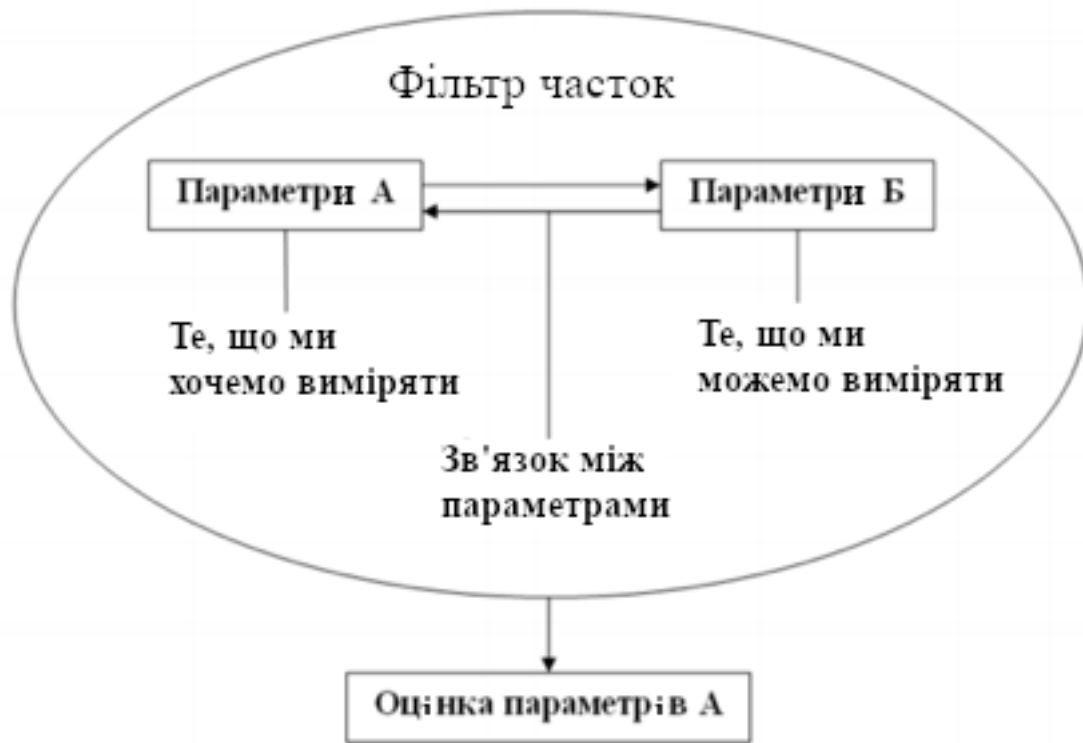 Фільтр часток
Параметри А
Параметри Б
Те, що ми
хочемо виміряти
Те, що ми
можемо виміряти
Зв'язок між
параметрами
Оцінка параметрів А